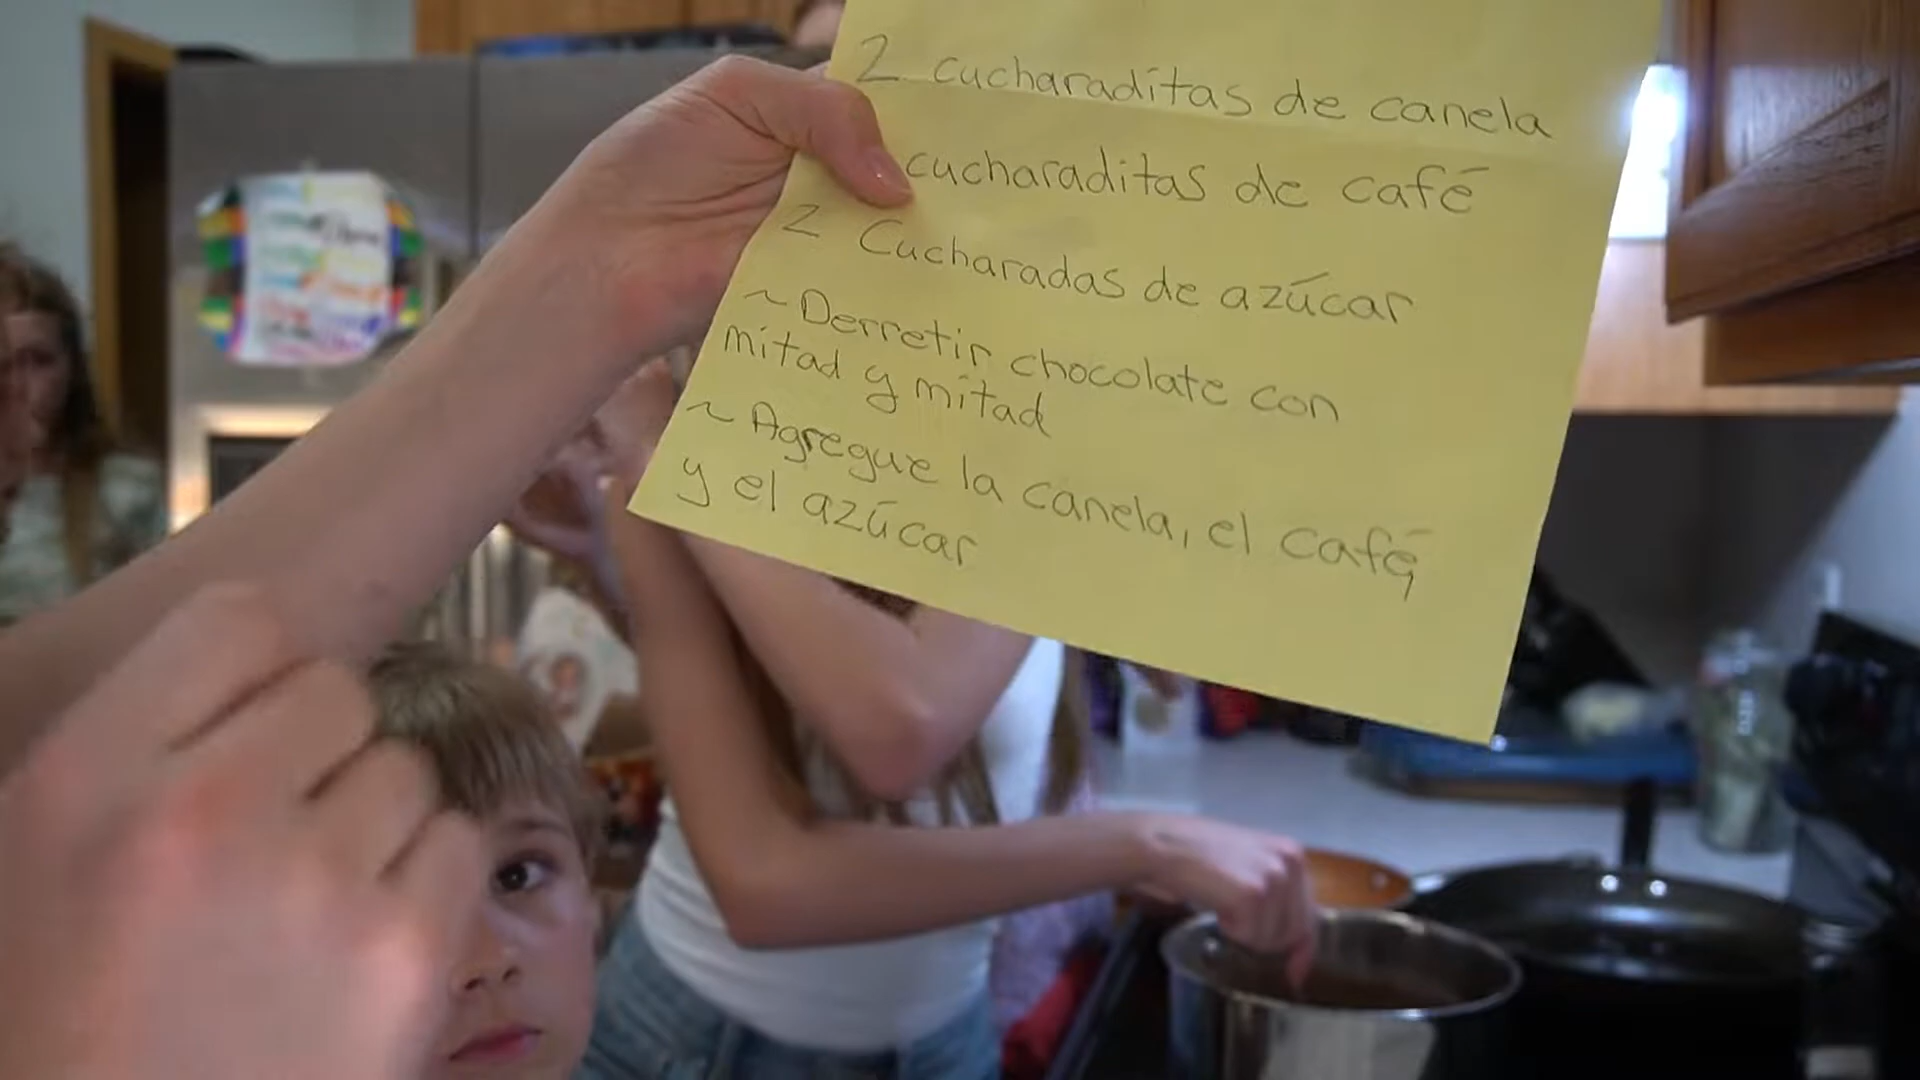 2 cucharaditas de canela
cucharaditas de café
2 Cucharadas de azúcar
~Derretir chocolate con
mitad y mitad
~Agregue la canela, el café
y el azúcar